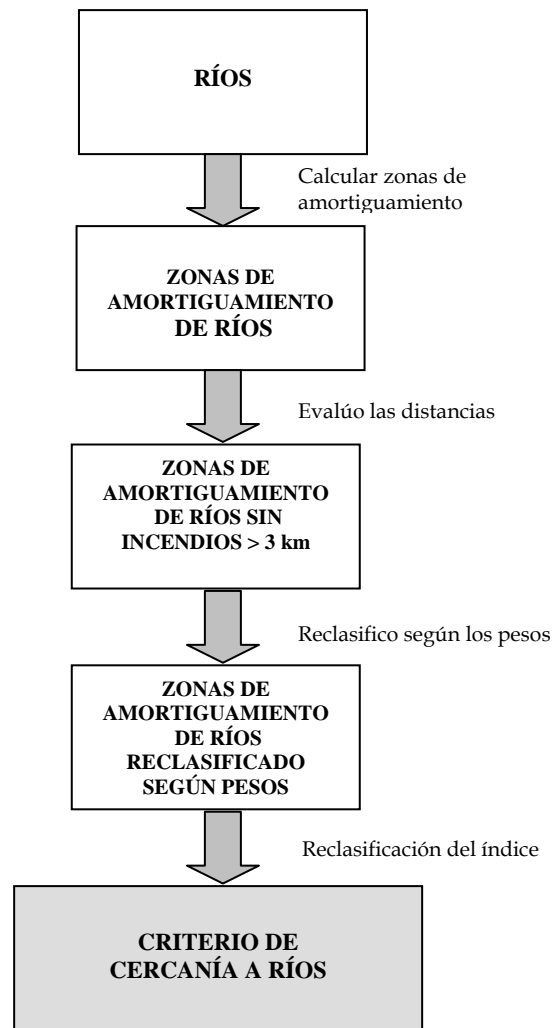 RÍOS
Calcular zonas de
amortiguamiento
ZONAS DE
AMORTIGUAMIENTO
DE RÍOS
Evalúo las distancias
ZONAS DE
AMORTIGUAMIENTO
DE RÍOS SIN
INCENDIOS > 3 km
Reclasifico según los pesos
ZONAS DE
AMORTIGUAMIENTO
DE RÍOS
RECLASIFICADO
SEGÚN PESOS
Reclasificación del índice
CRITERIO DE
CERCANÍA A RÍOS